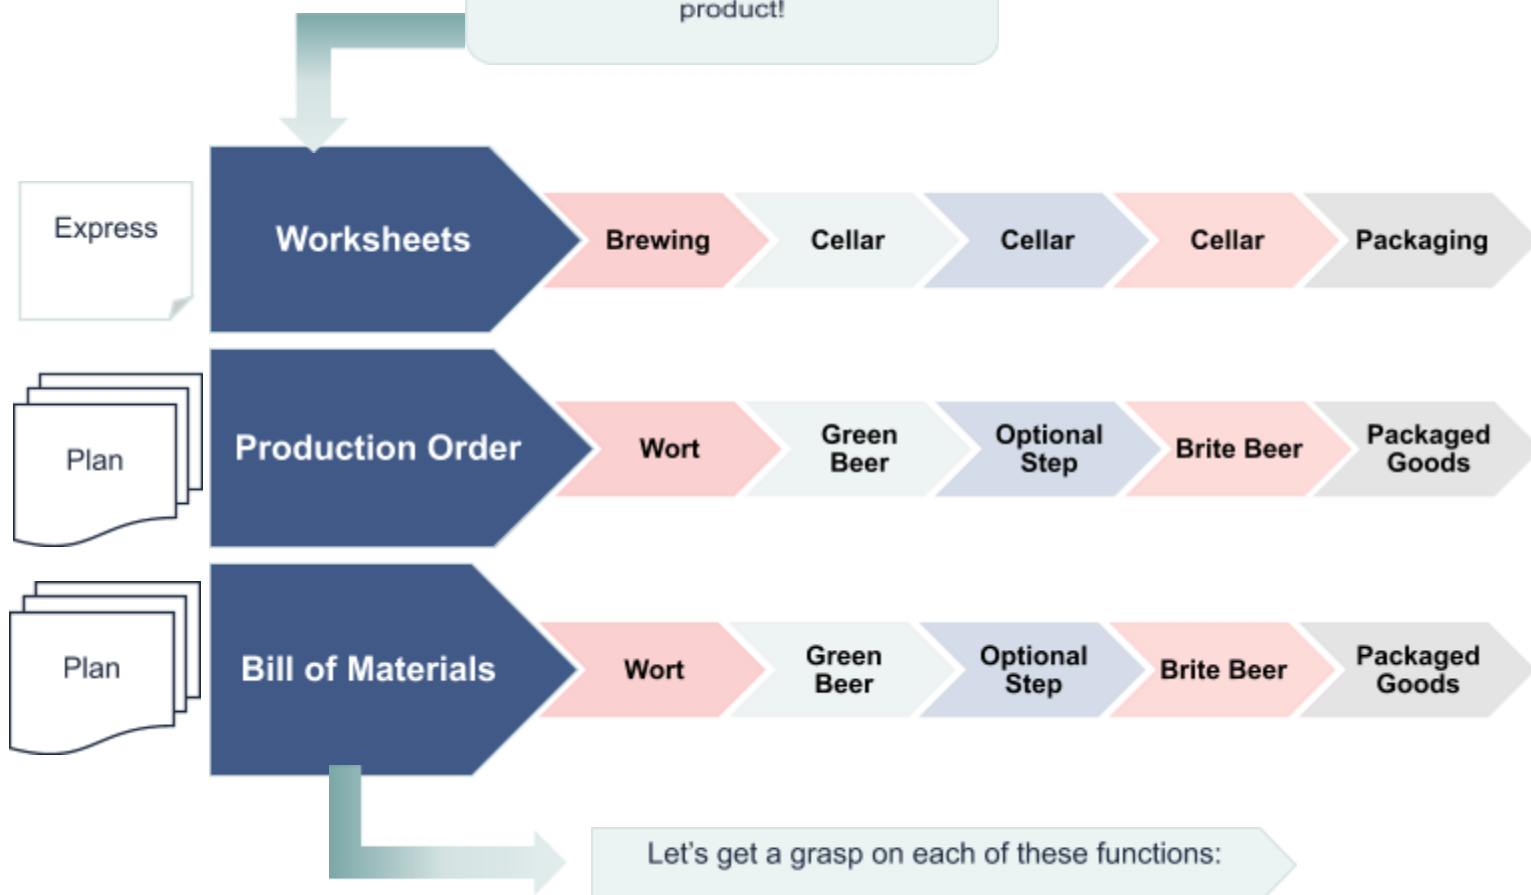 product!
Express
Worksheets
Brewing
Cellar
Cellar
Cellar
Packaging
Plan
Production Order
Wort
Green
Beer
Optional
Step
Brite Beer
Packaged
Goods
Plan
Bill of Materials
Wort
Green
Beer
Optional
Step
Brite Beer
Packaged
Goods
Let's get a grasp on each of these functions: